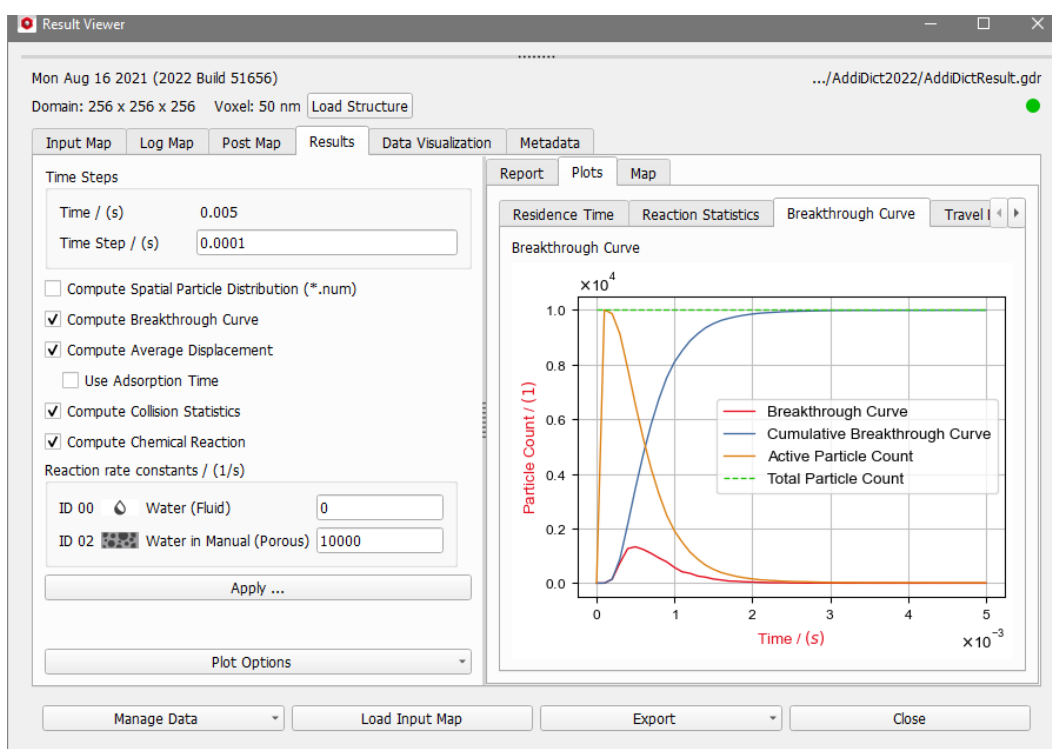 Result Viewer
Mon Aug 16 2021 (2022 Build 51656)
.../AddiDict2022/AddiDictResult.gdr
Domain: 256 x 256 x 256 Voxel: 50 nm Load Structure
Input Map Log Map Post Map Results Data Visualization Metadata
Time Steps
Time / (s) 0.005
Time Step / (s) 0.0001
Compute Spatial Particle Distribution (*.num)
Compute Breakthrough Curve
Compute Average Displacement
Use Adsorption Time
Compute Collision Statistics
Compute Chemical Reaction
Reaction rate constants / (1/s)
ID 00 Water (Fluid) 0
ID 02 Water in Manual (Porous) 10000
Apply ...
Plot Options
Report Plots Map
Residence Time Reaction Statistics Breakthrough Curve Travel
Breakthrough Curve
×10⁴
1.0
0.8
0.6
0.4
0.2
0.0
Particle Count / (1)
Breakthrough Curve
Cumulative Breakthrough Curve
Active Particle Count
Total Particle Count
0 1 2 3 4 5
Time / (s)
×10⁻³
Manage Data Load Input Map Export Close